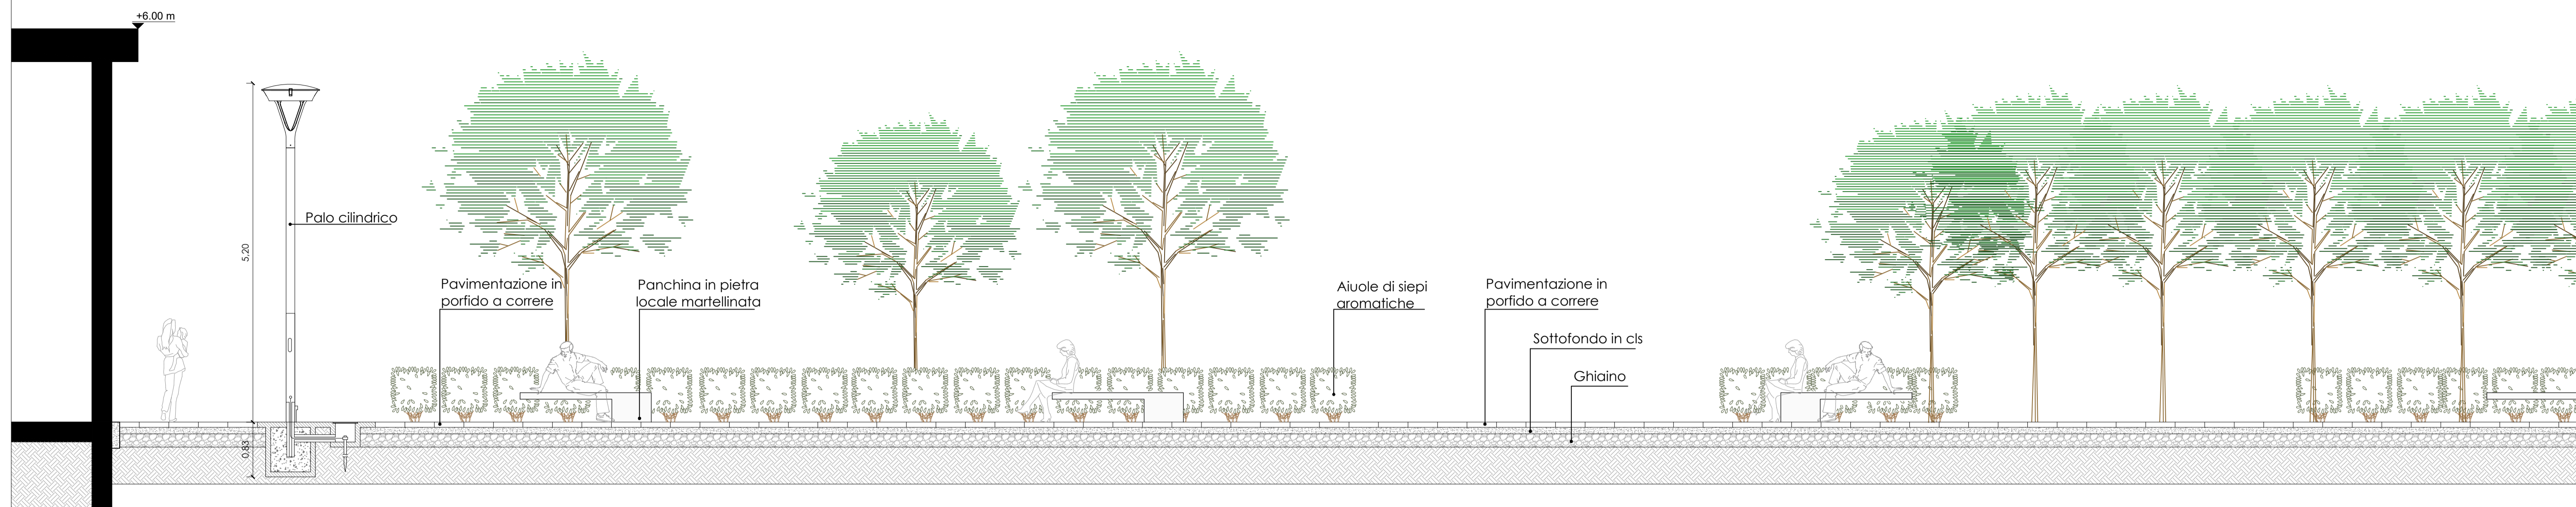 +6.00 m
5.20
0.83
Palo cilindrico
Pavimentazione in
porfido a correre
Panchina in pietra
locale martellinata
Aiuole di siepi
aromatiche
Pavimentazione in
porfido a correre
Sottofondo in cls
Ghiaino